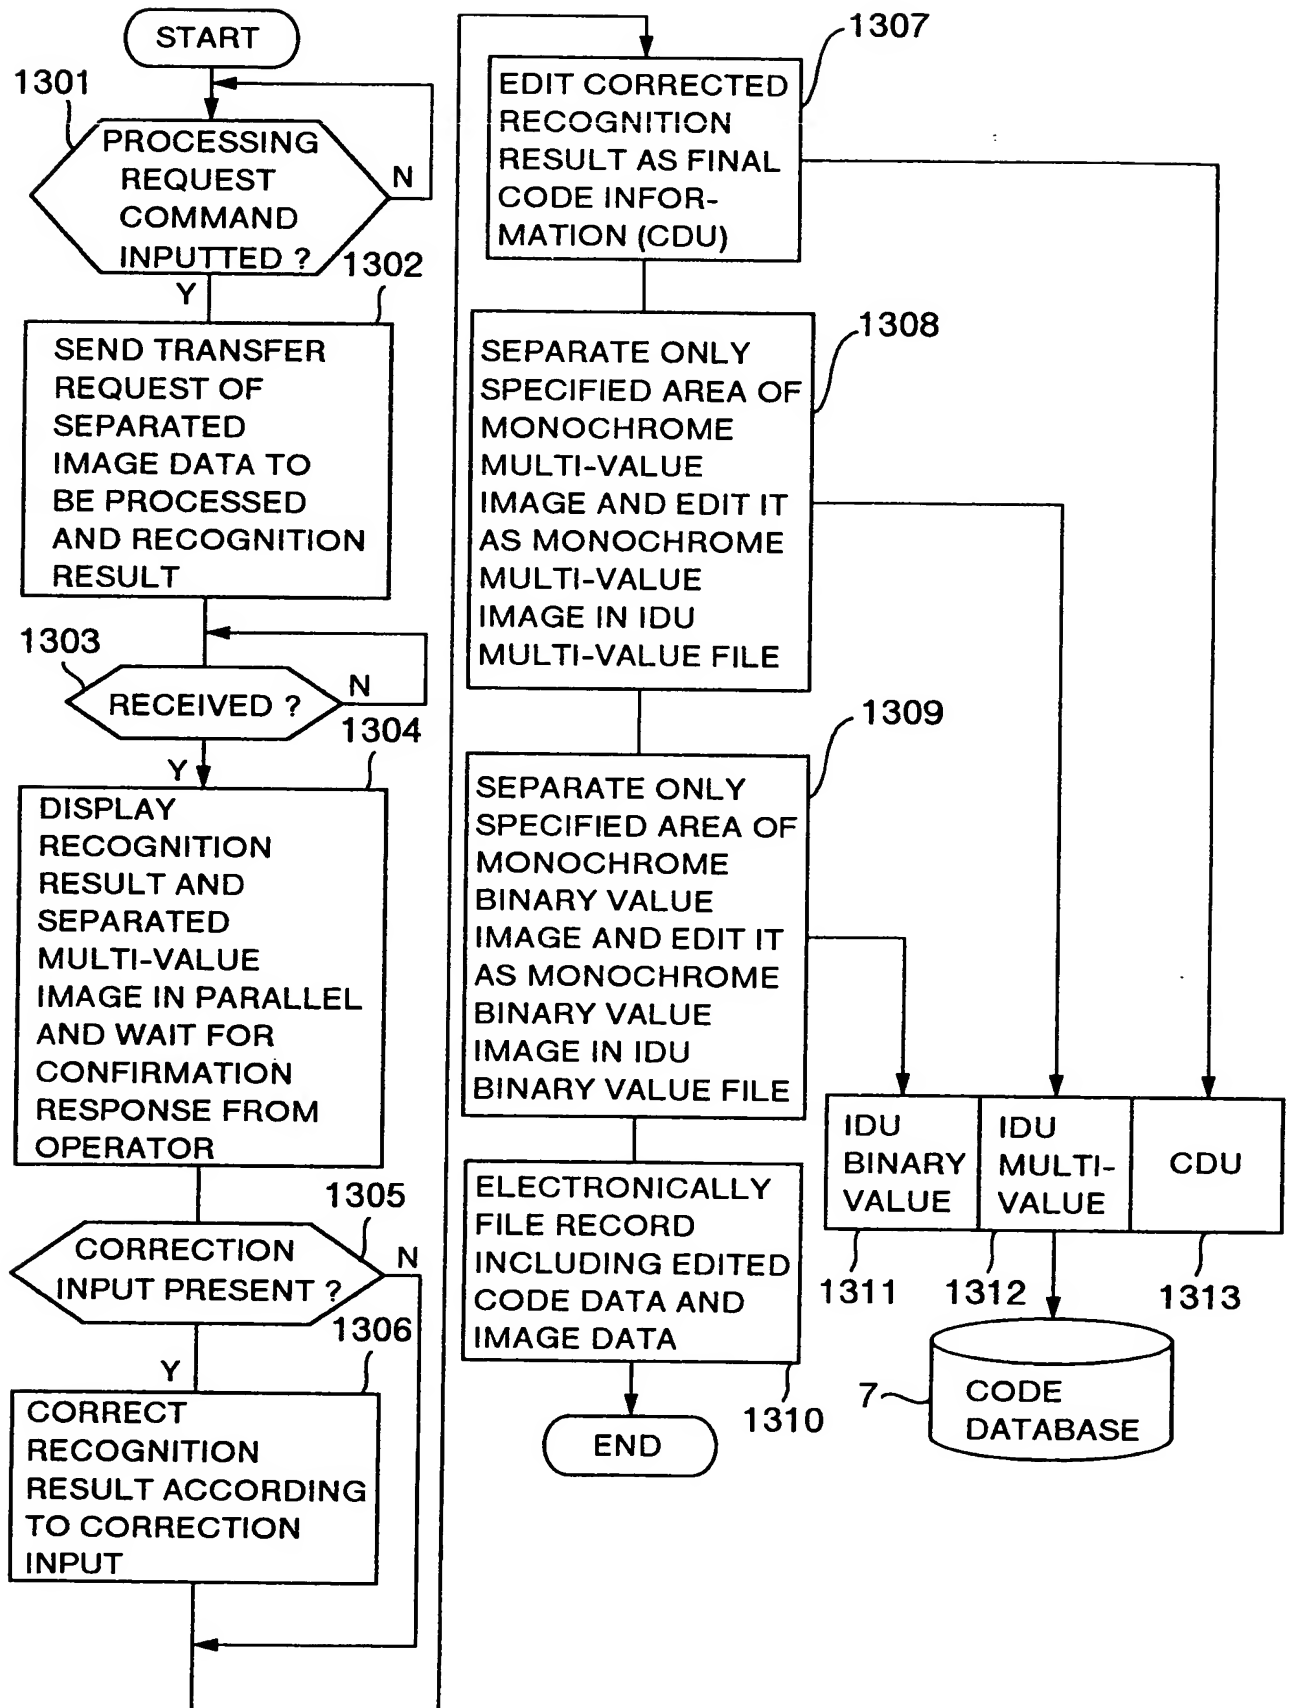 START
1301
PROCESSING
REQUEST
COMMAND
INPUTTED ?
N
Y
1302
SEND TRANSFER
REQUEST OF
SEPARATED
IMAGE DATA TO
BE PROCESSED
AND RECOGNITION
RESULT
1303
RECEIVED ?
N
Y
1304
DISPLAY
RECOGNITION
RESULT AND
SEPARATED
MULTI-VALUE
IMAGE IN PARALLEL
AND WAIT FOR
CONFIRMATION
RESPONSE FROM
OPERATOR
1305
CORRECTION
INPUT PRESENT ?
N
Y
1306
CORRECT
RECOGNITION
RESULT ACCORDING
TO CORRECTION
INPUT
1307
EDIT CORRECTED
RECOGNITION
RESULT AS FINAL
CODE INFOR-
MATION (CDU)
1308
SEPARATE ONLY
SPECIFIED AREA OF
MONOCHROME
MULTI-VALUE
IMAGE AND EDIT IT
AS MONOCHROME
MULTI-VALUE
IMAGE IN IDU
MULTI-VALUE FILE
1309
SEPARATE ONLY
SPECIFIED AREA OF
MONOCHROME
BINARY VALUE
IMAGE AND EDIT IT
AS MONOCHROME
BINARY VALUE
IMAGE IN IDU
BINARY VALUE FILE
ELECTRONICALLY
FILE RECORD
INCLUDING EDITED
CODE DATA AND
IMAGE DATA
1310
END
IDU
BINARY
VALUE
1311
IDU
MULTI-
VALUE
1312
CDU
1313
7
CODE
DATABASE